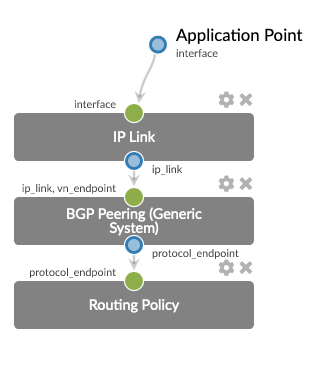 Application Point
interface
interface
IP Link
ip_link
ip_link, vn_endpoint
BGP Peering (Generic
System)
protocol_endpoint
protocol_endpoint
Routing Policy